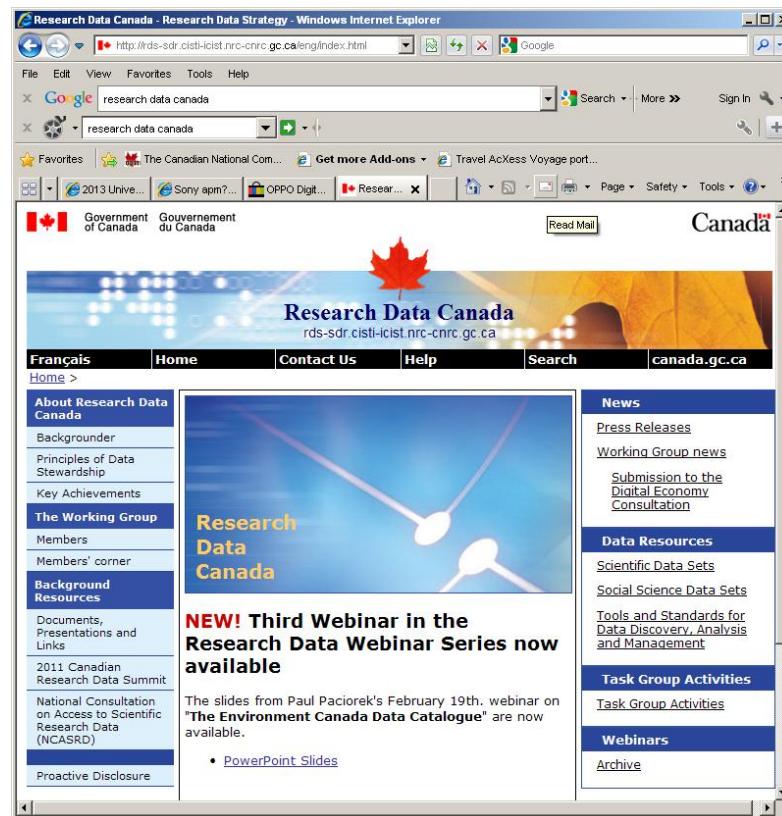 Research Data Canada - Research Data Strategy - Windows Internet Explorer
http://rds-sdr.cisti-icist.nrc-cnrc.gc.ca/eng/index.html
Google
File Edit View Favorites Tools Help
Google research data canada Search More Sign In
research data canada
Favorites The Canadian National Com... Get more Add-ons Travel AcXess Voyage port...
2013 Unive... Sony apm?... OPPO Digit... Resear... Page Safety Tools
Government of Canada
Gouvernement du Canada
Read Mail
Canada
Research Data Canada
rds-sdr.cisti-icist.nrc-cnrc.gc.ca
Français Home Contact Us Help Search canada.gc.ca
Home >
About Research Data
Canada
Backgrounder
Principles of Data
Stewardship
Key Achievements
The Working Group
Members
Members' corner
Background
Resources
Documents,
Presentations and
Links
2011 Canadian
Research Data Summit
National Consultation
on Access to Scientific
Research Data
(NCASRD)
Proactive Disclosure
Research
Data
Canada
NEW! Third Webinar in the
Research Data Webinar Series now
available
The slides from Paul Paciorek's February 19th. webinar on
"The Environment Canada Data Catalogue" are now
available.
• PowerPoint Slides
News
Press Releases
Working Group news
Submission to the
Digital Economy
Consultation
Data Resources
Scientific Data Sets
Social Science Data Sets
Tools and Standards for
Data Discovery, Analysis
and Management
Task Group Activities
Task Group Activities
Webinars
Archive